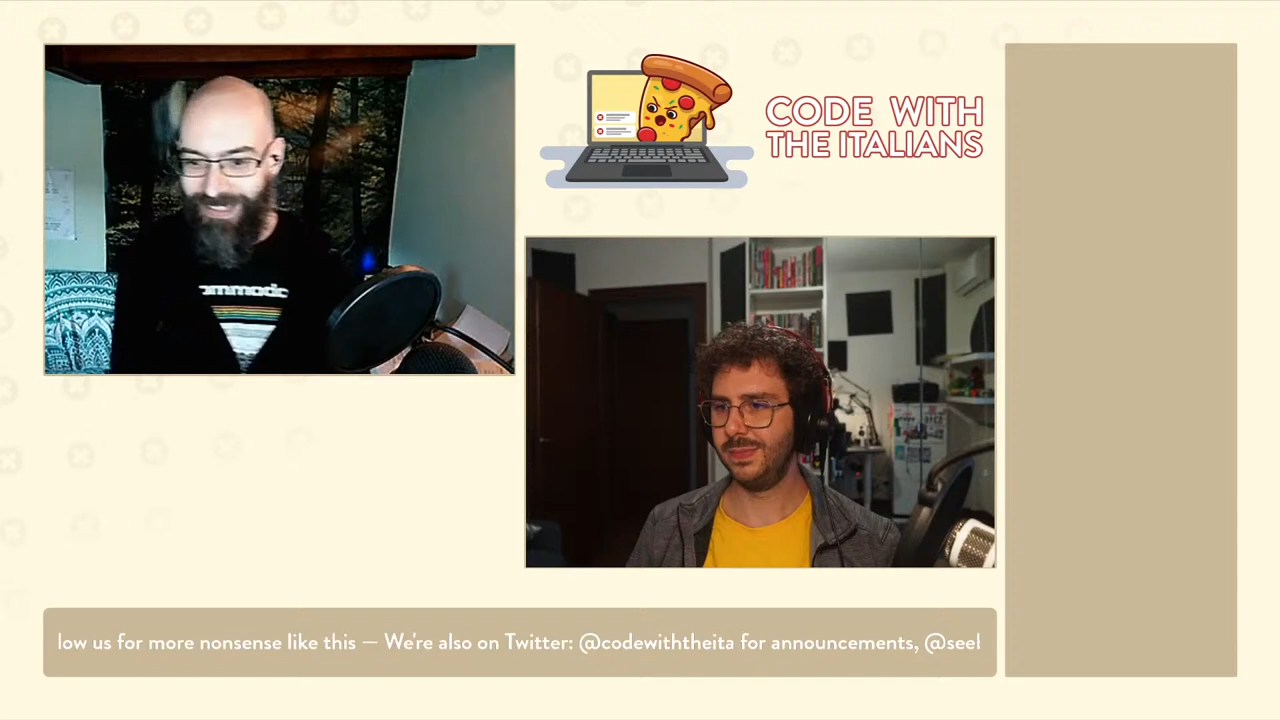 CODE WITH
THE ITALIANS
ommodo
low us for more nonsense like this — We're also on Twitter: @codewiththeita for announcements, @seel